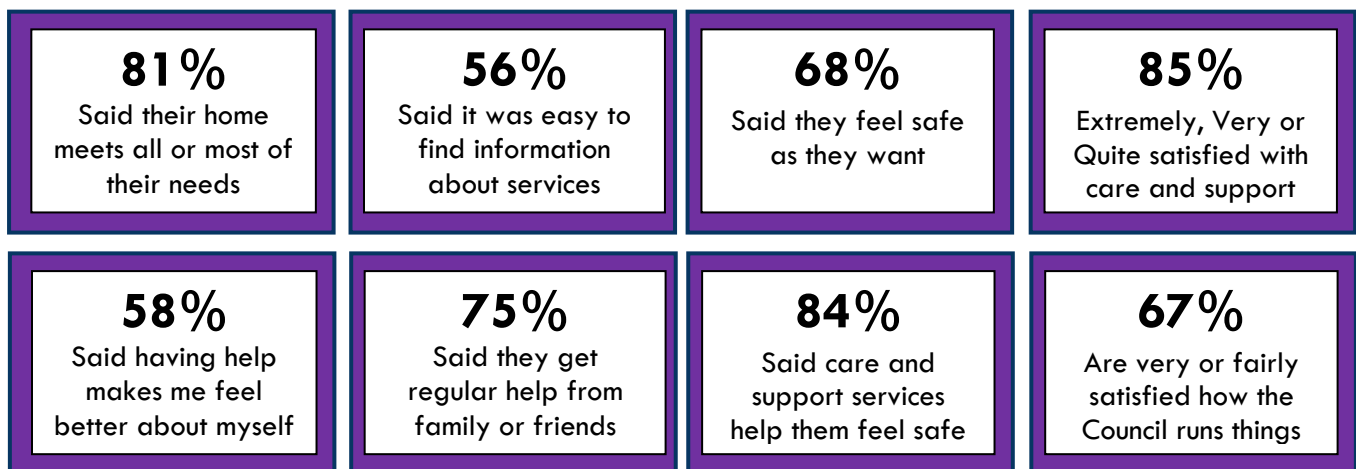 81%
Said their home
meets all or most of
their needs
56%
Said it was easy to
find information
about services
68%
Said they feel safe
as they want
85%
Extremely, Very or
Quite satisfied with
care and support
58%
Said having help
makes me feel
better about myself
75%
Said they get
regular help from
family or friends
84%
Said care and
support services
help them feel safe
67%
Are very or fairly
satisfied how the
Council runs things